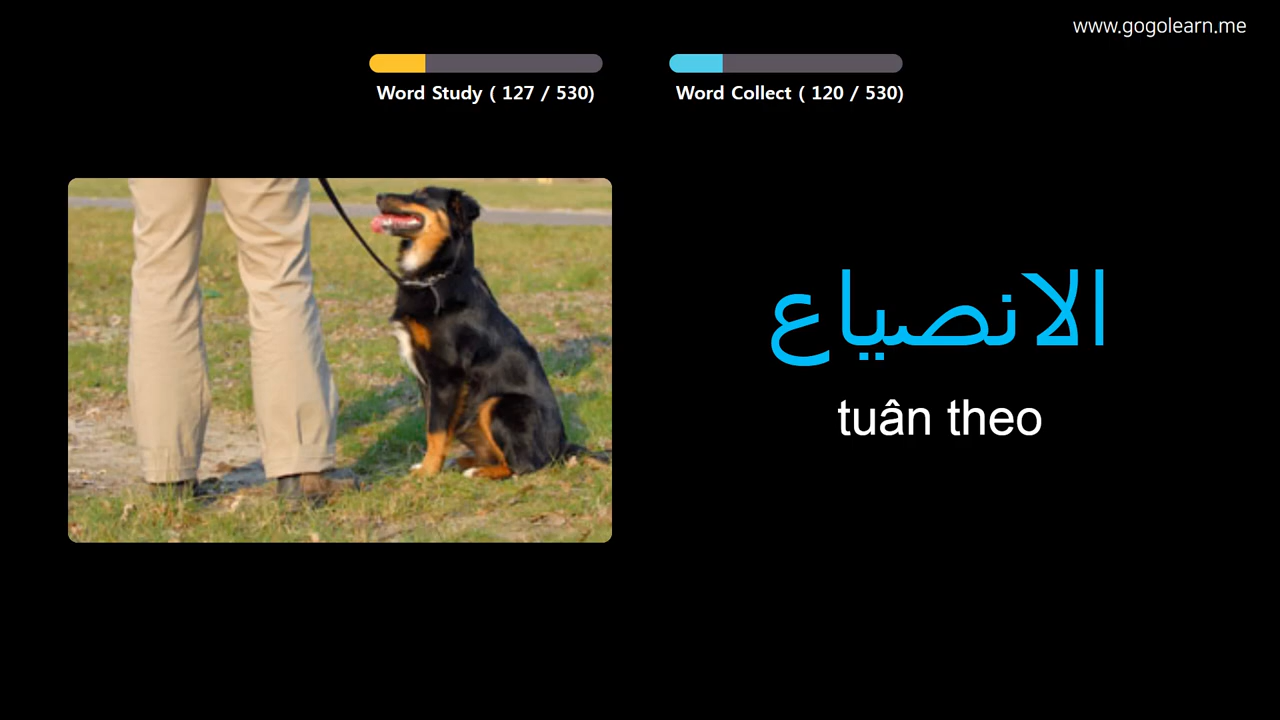 www.gogolearn.me
Word Study ( 127 / 530)
Word Collect ( 120 / 530)
الانصياع
tuân theo